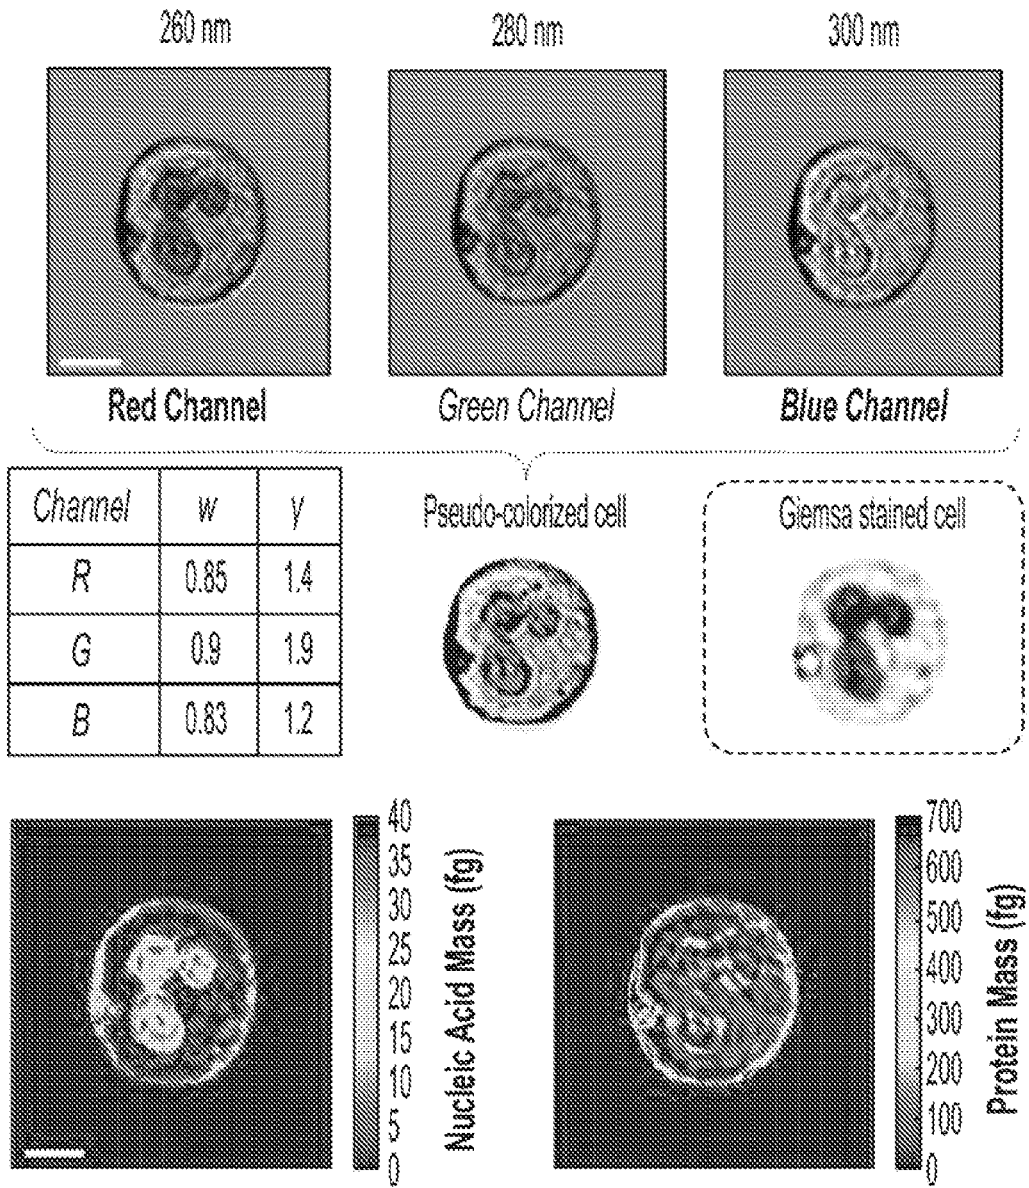 260 nm 280 nm 300 nm
Red Channel Green Channel Blue Channel
Channel w γ
R 0.85 1.4
G 0.9 1.9
B 0.83 1.2
Pseudo-colorized cell
Giemsa stained cell
40
35
30
25
20
15
10
5
0
Nucleic Acid Mass (fg)
700
600
500
400
300
200
100
0
Protein Mass (fg)